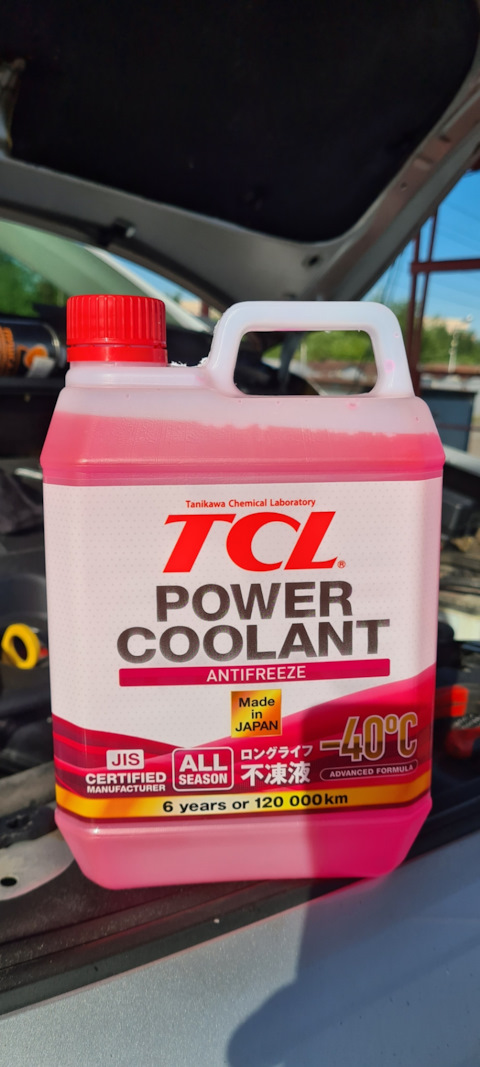 Tanikawa Chemical Laboratory
TCL®
POWER
COOLANT
ANTIFREEZE
Made
in
JAPAN
JIS
CERTIFIED
MANUFACTURER
ALL
SEASON
ロングライフ
不凍液
-40°C
ADVANCED FORMULA
6 years or 120 000km